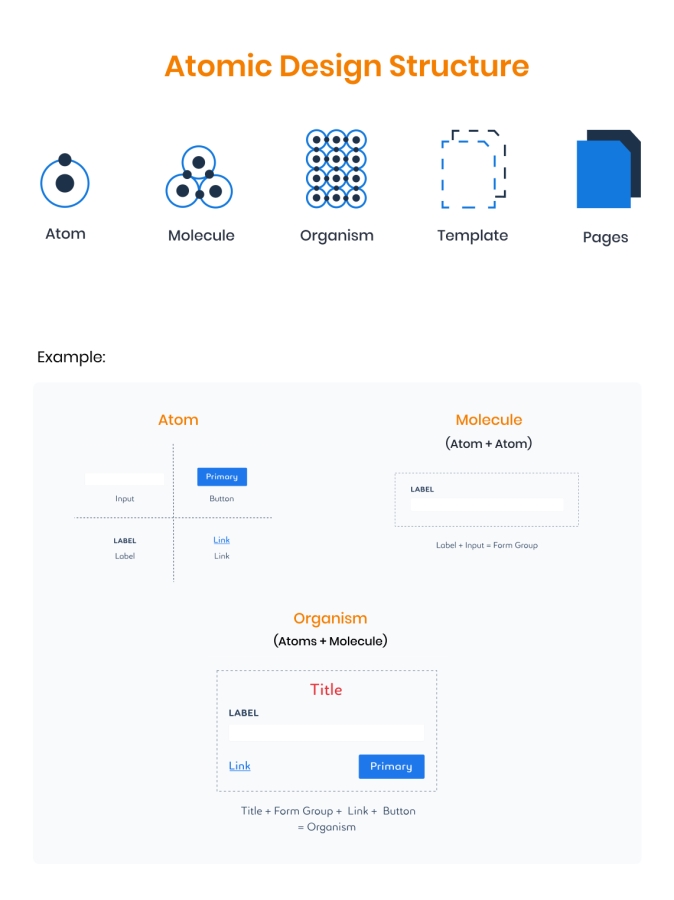 Atomic Design Structure
Atom
Molecule
Organism
Template
Pages
Example:
Atom
Input
Primary
Button
LABEL
Label
Link
Link
Molecule
(Atom + Atom)
LABEL
Label + Input = Form Group
Organism
(Atoms + Molecule)
Title
LABEL
Link
Primary
Title + Form Group + Link + Button
= Organism